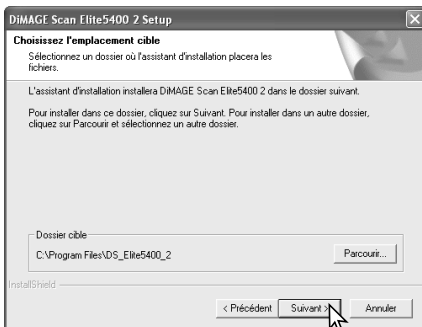 DiMAGE Scan Elite5400 2 Setup
Choisissez l'emplacement cible
Sélectionnez un dossier où l'assistant d'installation placera les
fichiers.
L'assistant d'installation installera DiMAGE Scan Elite5400 2 dans le dossier suivant.
Pour installer dans ce dossier, cliquez sur Suivant. Pour installer dans un autre dossier,
cliquez sur Parcourir et sélectionnez un autre dossier.
Dossier cible
C:\Program Files\DS_Elite5400_2
Parcourir...
InstallShield
< Précédent
Suivant >
Annuler